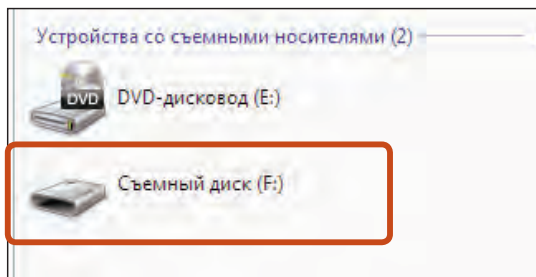 Устройства со съемными носителями (2)
DVD
DVD-дисковод (E:)
Съемный диск (F:)